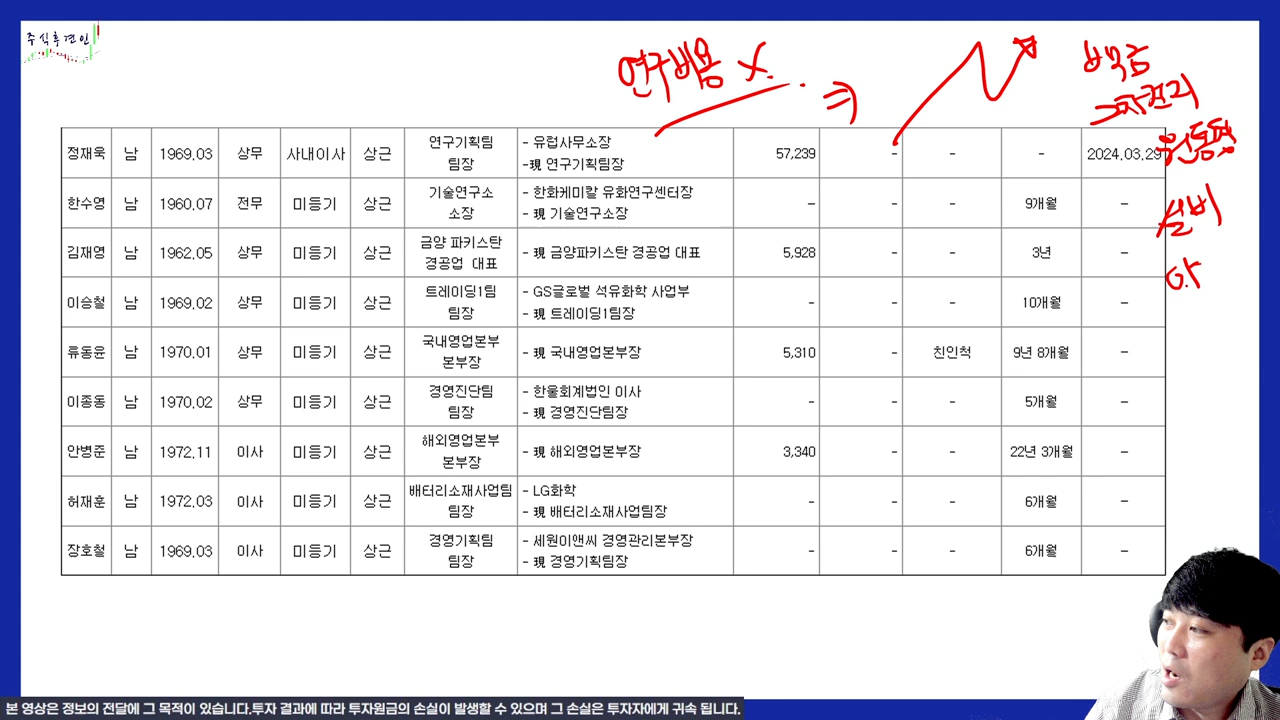 주식후견인
연구비용 X
정재욱 남 1969.03 상무 사내이사 상근 연구기획팀 팀장 - 유럽사무소장 57,239 - - - 2024.03.29
-現 연구기획팀장
한수영 남 1960.07 전무 미등기 상근 기술연구소 소장 - 한화케미칼 유화연구센터장 - - - 9개월 -
- 現 기술연구소장
김재영 남 1962.05 상무 미등기 상근 금양 파키스탄 경공업 대표 - 現 금양파키스탄 경공업 대표 5,928 - - 3년 -
이승철 남 1969.02 상무 미등기 상근 트레이딩1팀 팀장 - GS글로벌 석유화학 사업부 - - - 10개월 -
- 現 트레이딩1팀장
류동윤 남 1970.01 상무 미등기 상근 국내영업본부 본부장 - 現 국내영업본부장 5,310 - 친인척 9년 8개월 -
이종동 남 1970.02 상무 미등기 상근 경영진단팀 팀장 - 한울회계법인 이사 - - - 5개월 -
- 現 경영진단팀장
안병준 남 1972.11 이사 미등기 상근 해외영업본부 본부장 - 現 해외영업본부장 3,340 - - 22년 3개월 -
허재훈 남 1972.03 이사 미등기 상근 배터리소재사업팀 팀장 - LG화학 - - - 6개월 -
- 現 배터리소재사업팀장
장호철 남 1969.03 이사 미등기 상근 경영기획팀 팀장 - 세원이앤씨 경영관리본부장 - - - 6개월 -
- 現 경영기획팀장
설비
본 영상은 정보의 전달에 그 목적이 있습니다.투자 결과에 따라 투자원금의 손실이 발생할 수 있으며 그 손실은 투자자에게 귀속 됩니다.